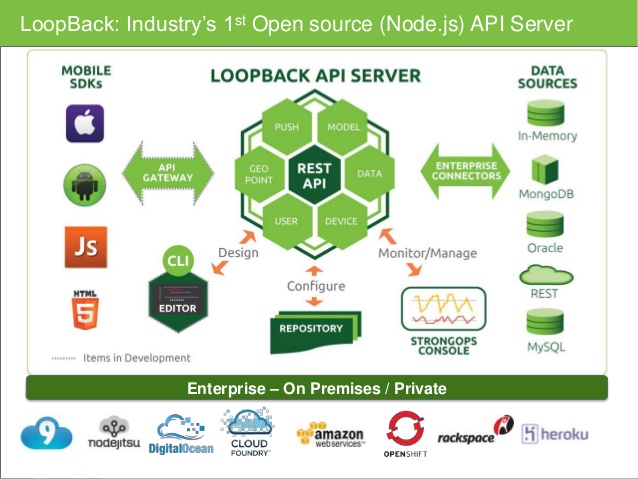 LoopBack: Industry's 1st Open source (Node.js) API Server
MOBILE
SDKs
LOOPBACK API SERVER
DATA
SOURCES
PUSH
MODEL
In-Memory
API
GATEWAY
GEO
POINT
REST
API
DATA
ENTERPRISE
CONNECTORS
MongoDB
USER
DEVICE
JS
Design
Monitor/Manage
Oracle
CLI
EDITOR
Configure
REST
HTML
5
REPOSITORY
STRONGOPS
CONSOLE
MySQL
Items in Development
Enterprise – On Premises / Private
9
nodejitsu
DigitalOcean
CLOUD
FOUNDRY™
amazon
webservices™
OPENSHIFT
rackspace
heroku